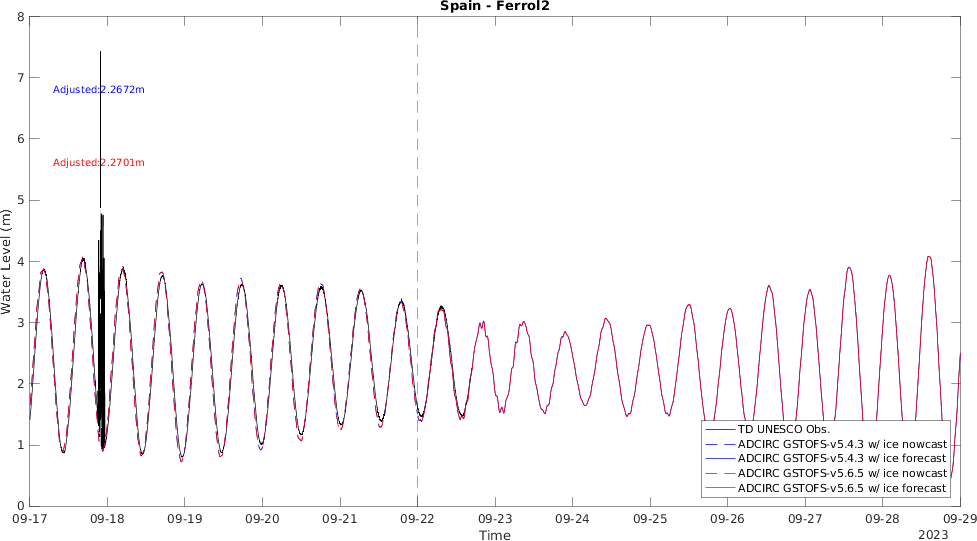 Spain - Ferrol2
8
7
6
5
4
3
2
1
0
Water Level (m)
Adjusted:2.2672m
Adjusted:2.2701m
TD UNESCO Obs.
ADCIRC GSTOFS-v5.4.3 w/ ice nowcast
ADCIRC GSTOFS-v5.4.3 w/ ice forecast
ADCIRC GSTOFS-v5.6.5 w/ ice nowcast
ADCIRC GSTOFS-v5.6.5 w/ ice forecast
09-17 09-18 09-19 09-20 09-21 09-22 09-23 09-24 09-25 09-26 09-27 09-28 09-29
Time
2023